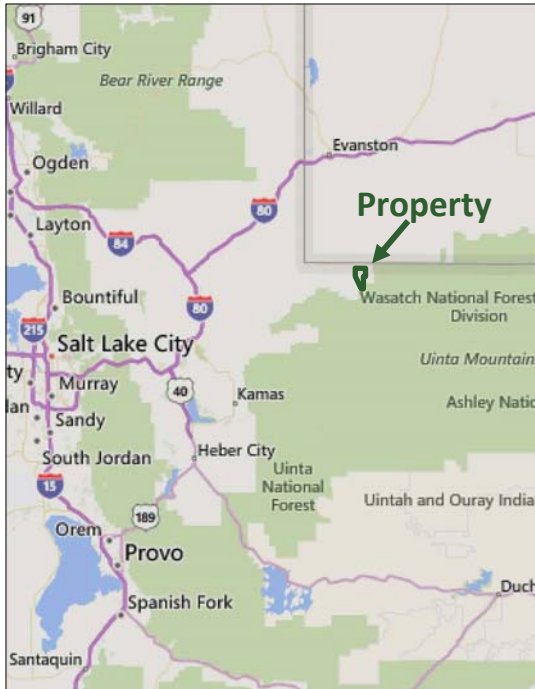 91
Brigham City
Bear River Range
Willard
Evanston
Ogden
80
Property
Layton
84
Bountiful
80
Wasatch National Forest
Division
215
Salt Lake City
Uinta Mountain
ty
Murray
40
Kamas
Ashley Natio
lan
Sandy
South Jordan
Heber City
15
Uinta
National
Forest
Uintah and Ouray India
Orem
189
Provo
Duch
Spanish Fork
Santaquin